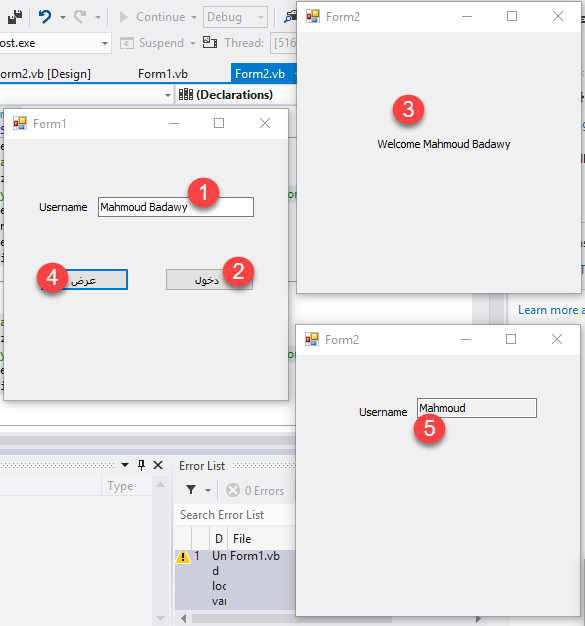 Continue
Debug
Form2
ost.exe
Suspend
Thread:
[516
orm2.vb [Design]
Form1.vb
Form2.vb
(Declarations)
Form1
3
Welcome Mahmoud Badawy
1
Username
Mahmoud Badawy
4
عرض
2
دخول
Learn more a
Form2
Username
Mahmoud
5
Error List
Type
0 Errors
Search Error List
D
File
1
Un
Form1.vb
d
loc
var